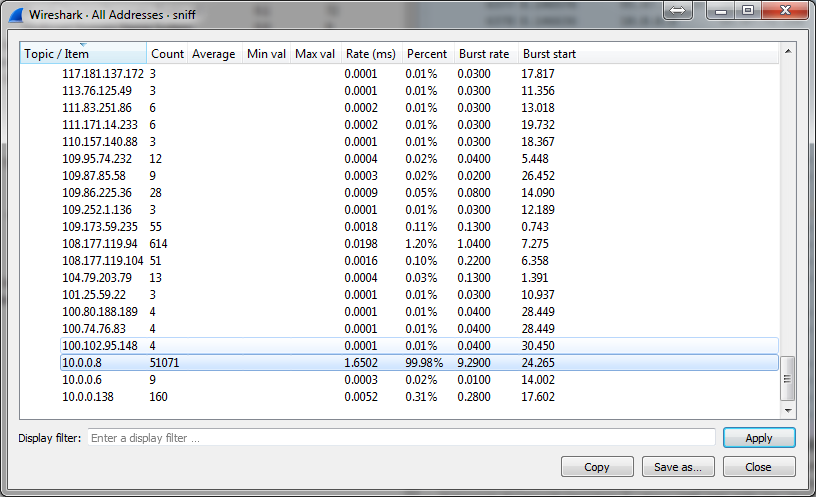 Wireshark · All Addresses · sniff
Topic / Item Count Average Min val Max val Rate (ms) Percent Burst rate Burst start
117.181.137.172 3 0.0001 0.01% 0.0300 17.817
113.76.125.49 3 0.0001 0.01% 0.0300 11.356
111.83.251.86 6 0.0002 0.01% 0.0300 13.018
111.171.14.233 6 0.0002 0.01% 0.0300 19.732
110.157.140.88 3 0.0001 0.01% 0.0300 18.367
109.95.74.232 12 0.0004 0.02% 0.0400 5.448
109.87.85.58 9 0.0003 0.02% 0.0200 26.452
109.86.225.36 28 0.0009 0.05% 0.0800 14.090
109.252.1.136 3 0.0001 0.01% 0.0300 12.189
109.173.59.235 55 0.0018 0.11% 0.1300 0.743
108.177.119.94 614 0.0198 1.20% 1.0400 7.275
108.177.119.104 51 0.0016 0.10% 0.2200 6.358
104.79.203.79 13 0.0004 0.03% 0.1300 1.391
101.25.59.22 3 0.0001 0.01% 0.0300 10.937
100.80.188.189 4 0.0001 0.01% 0.0400 28.449
100.74.76.83 4 0.0001 0.01% 0.0400 28.449
100.102.95.148 4 0.0001 0.01% 0.0400 30.450
10.0.0.8 51071 1.6502 99.98% 9.2900 24.265
10.0.0.6 9 0.0003 0.02% 0.0100 14.002
10.0.0.138 160 0.0052 0.31% 0.2800 17.602
Display filter: Enter a display filter ... Apply
Copy Save as... Close